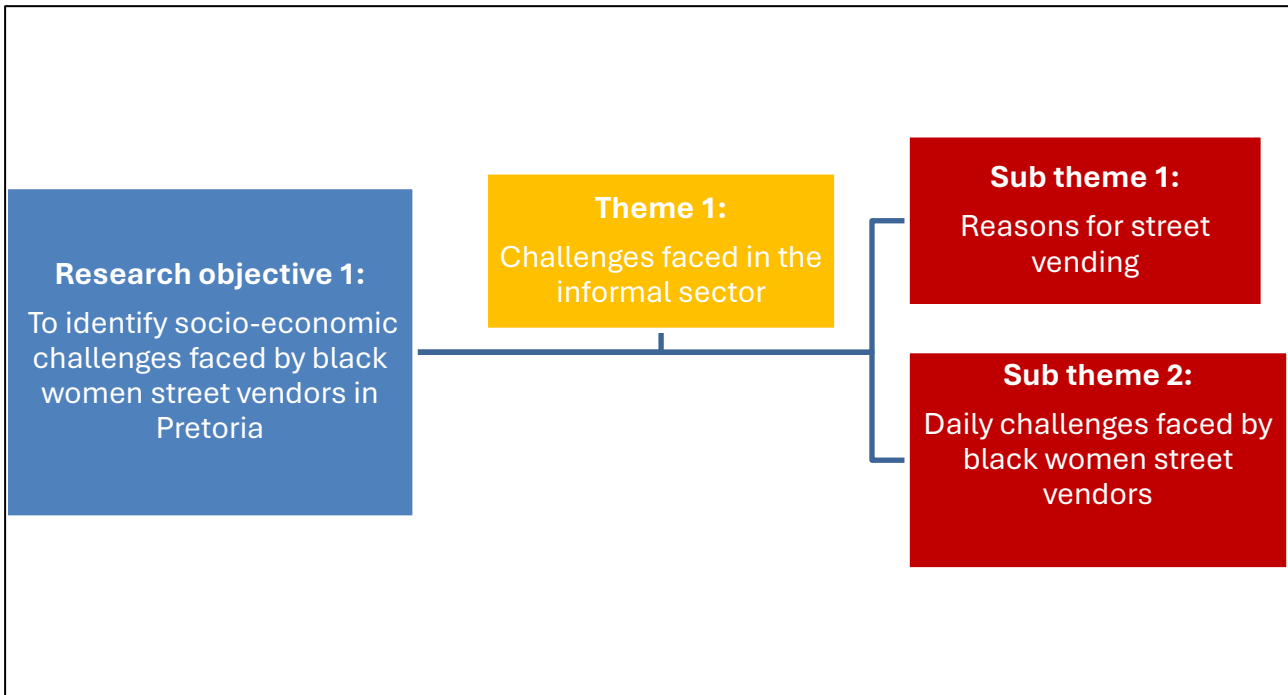 Research objective 1:
To identify socio-economic
challenges faced by black
women street vendors in
Pretoria
Theme 1:
Challenges faced in the
informal sector
Sub theme 1:
Reasons for street
vending
Sub theme 2:
Daily challenges faced by
black women street
vendors